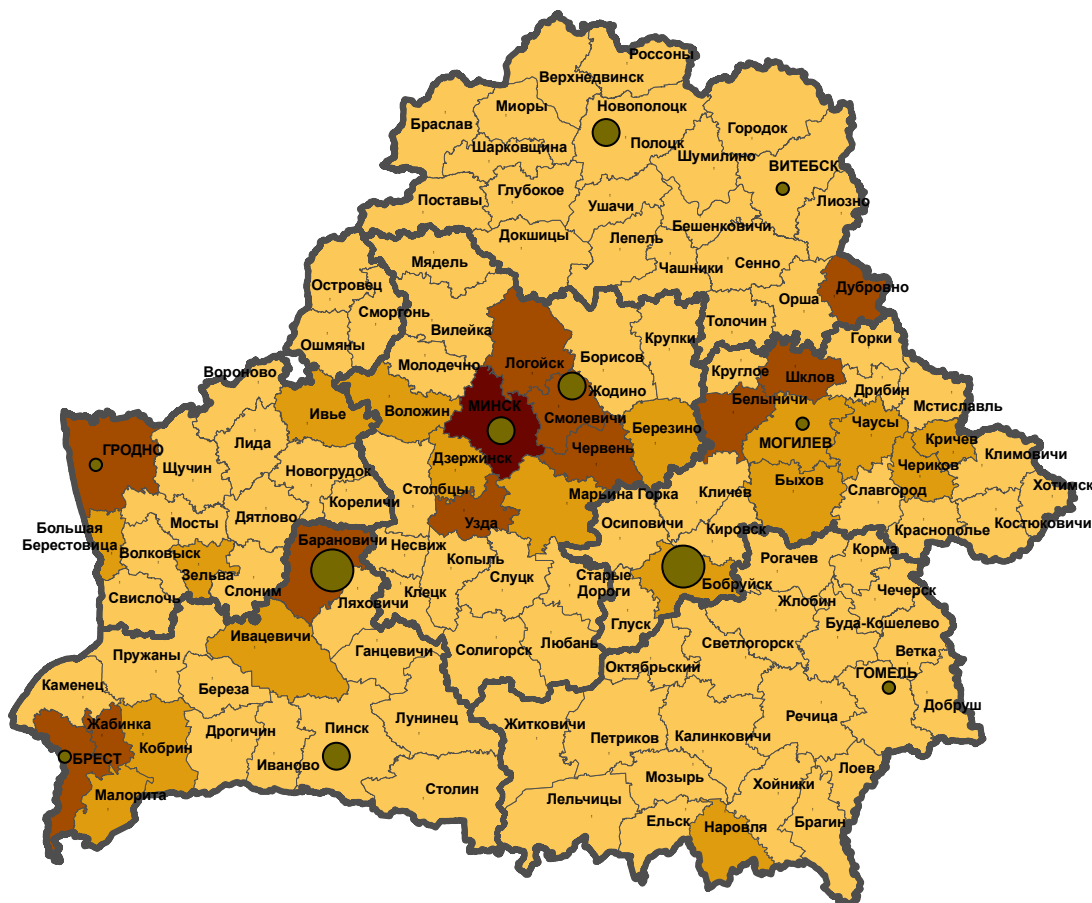 Россоны
Верхнедвинск
Миоры
Новополоцк
Браслав
Городок
Полоцк
Шарковщина
Шумилино
ВИТЕБСК
Глубокое
Поставы
Лиозно
Ушачи
Бешенковичи
Докшицы
Лепель
Мядель
Сенно
Чашники
Островец
Дубровно
Орша
Сморгонь
Толочин
Вилейка
Крупки
Горки
Ошмяны
Борисов
Логойск
Молодечно
Круглое
Вороново
Шклов
Жодино
Дрибин
Белыничи
МИНСК
Мстиславль
Воложин
Ивье
Смолевичи
Чаусы
Березино
Лида
МОГИЛЕВ
Кричев
ГРОДНО
Червень
Климовичи
Дзержинск
Щучин
Чериков
Новогрудок
Быхов
Хотимск
Столбцы
Славгород
Марьина Горка
Кличев
Кореличи
Дятлово
Мосты
Узда
Осиповичи
Костюковичи
Большая
Берестовица
Кировск
Краснополье
Барановичи
Несвиж
Корма
Волковыск
Рогачев
Копыль
Зельва
Слуцк
Старые
Дороги
Бобруйск
Слоним
Клецк
Чечерск
Свислочь
Ляховичи
Жлобин
Глуск
Буда-Кошелево
Ивацевичи
Любань
Светлогорск
Ганцевичи
Солигорск
Ветка
Пружаны
Октябрьский
ГОМЕЛЬ
Каменец
Береза
Добруш
Лунинец
Речица
Жабинка
Житковичи
Пинск
Дрогичин
Калинковичи
Петриков
Кобрин
БРЕСТ
Иваново
Лоев
Мозырь
Хойники
Столин
Малорита
Лельчицы
Ельск
Наровля
Брагин